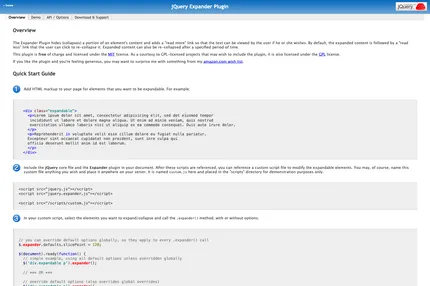 jQuery Expander Plugin
Overview Demo API / Options Download & Support
Overview
The Expander Plugin hides (collapses) a portion of an element's content and adds a "read more" link so that the text can be viewed by the user if he or she wishes. By default, the expanded content is followed by a "read
less" link that the user can click to re-collapse it. Expanded content can also be re-collapsed after a specified period of time.
This plugin is free of charge and licensed under the MIT license. As a courtesy to GPL-licensed projects that may wish to include the plugin, it is also licensed under the GPL license.
If you like the plugin and you're feeling generous, you may want to surprise me with something from my amazon.com wish list.
Quick Start Guide
1 Add HTML markup to your page for elements that you want to be expandable. For example:
<div class="expandable">
<p>Lorem ipsum dolor sit amet, consectetur adipisicing elit, sed do eiusmod tempor
incididunt ut labore et dolore magna aliqua. Ut enim ad minim veniam, quis nostrud
exercitation ullamco laboris nisi ut aliquip ex ea commodo consequat. Duis aute irure dolor.
</p>
<p>Reprehenderit in voluptate velit esse cillum dolore eu fugiat nulla pariatur.
Excepteur sint occaecat cupidatat non proident, sunt in culpa qui
officia deserunt mollit anim id est laborum.
</p>
</div>
2 Include the jQuery core file and the Expander plugin in your document. After these scripts are referenced, you can reference a custom script file to modify the expandable elements. You may, of course, name this
custom file anything you wish and place it anywhere on your server. It is named custom.js here and placed in the "scripts" directory for demonstration purposes only.
<script src="jquery.js"></script>
<script src="jquery.expander.js"></script>
<script src="/scripts/custom.js"></script>
3 In your custom script, select the elements you want to expand/collapse and call the .expander() method, with or without options:
// you can override default options globally, so they apply to every .expander() call
$.expander.defaults.slicePoint = 120;
$(document).ready(function() {
// simple example, using all default options unless overridden globally
$('div.expandable p').expander();
// *** OR ***
// override default options (also overrides global overrides)